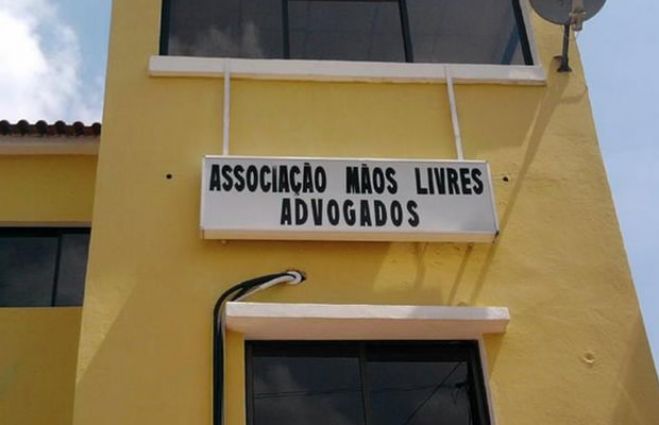 ASSOCIAÇÃO MÃOS LIVRES
ADVOGADOS